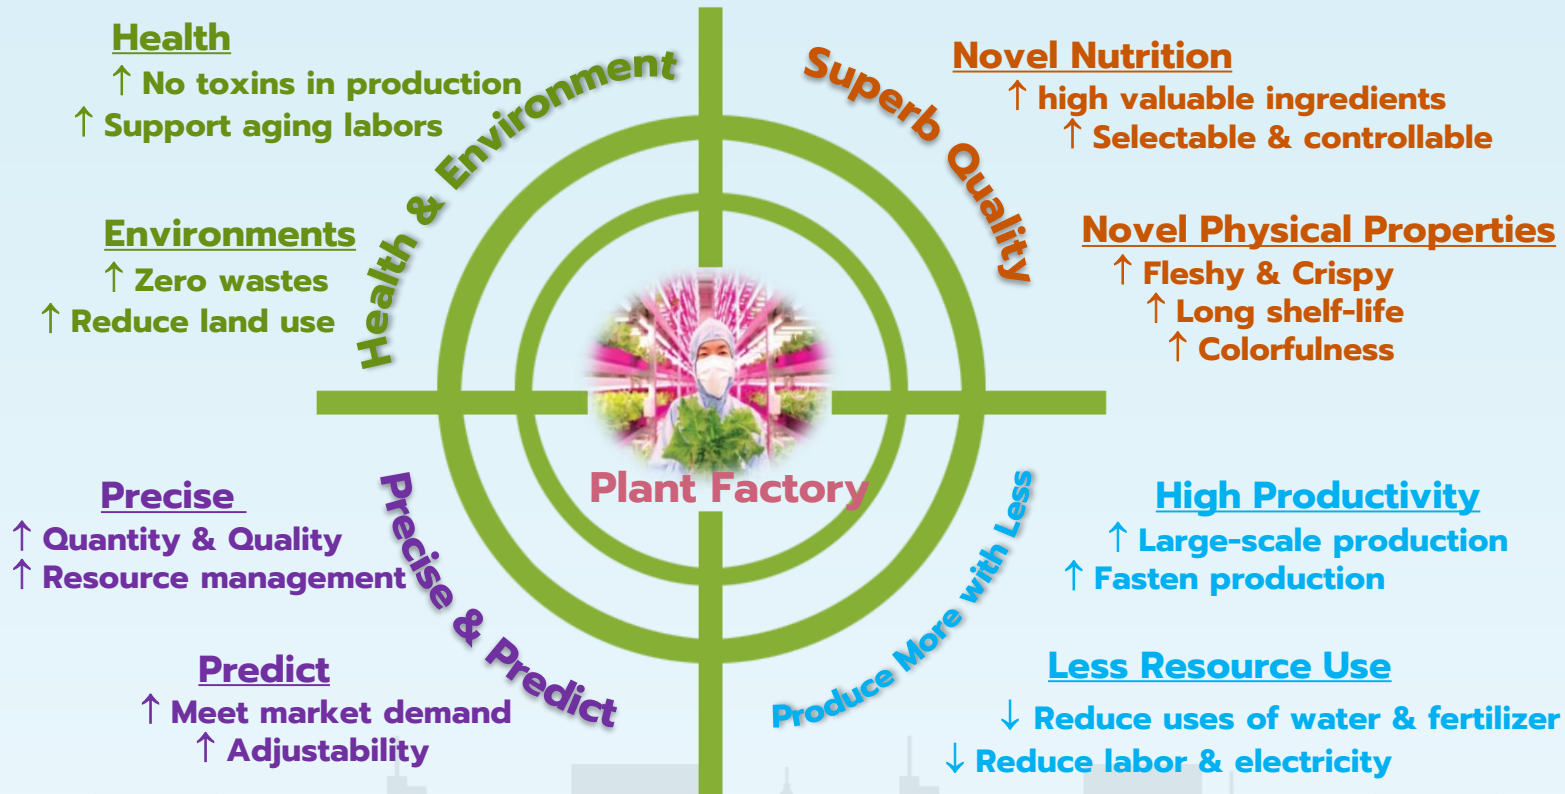 Health
↑ No toxins in production
↑ Support aging labors
Environments
↑ Zero wastes
↑ Reduce land use
Health & Environment
Superb Quality
Novel Nutrition
↑ high valuable ingredients
↑ Selectable & controllable
Novel Physical Properties
↑ Fleshy & Crispy
↑ Long shelf-life
↑ Colorfulness
Plant Factory
Precise
↑ Quantity & Quality
↑ Resource management
Predict
↑ Meet market demand
↑ Adjustability
Precise & Predict
Produce More with Less
High Productivity
↑ Large-scale production
↑ Fasten production
Less Resource Use
↓ Reduce uses of water & fertilizer
↓ Reduce labor & electricity